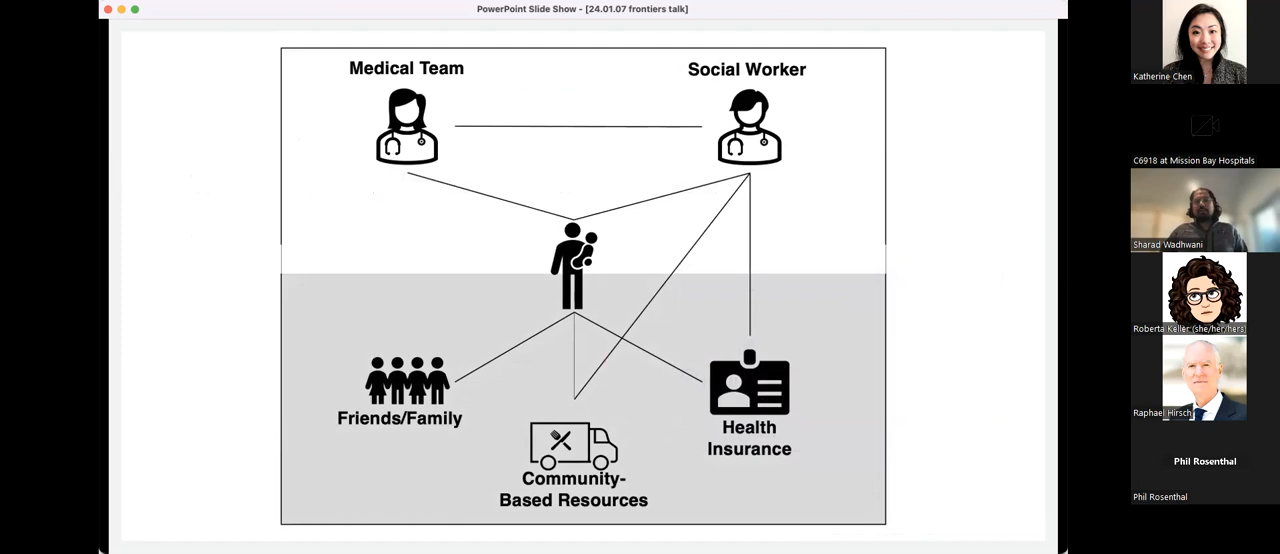 PowerPoint Slide Show - [24.01.07 frontiers talk]
Medical Team
Social Worker
Friends/Family
Community-
Based Resources
Health
Insurance
Katherine Chen
C6918 at Mission Bay Hospitals
Sharad Wadhwani
Roberta Keller (she/her/hers)
Raphael Hirsch
Phil Rosenthal
Phil Rosenthal